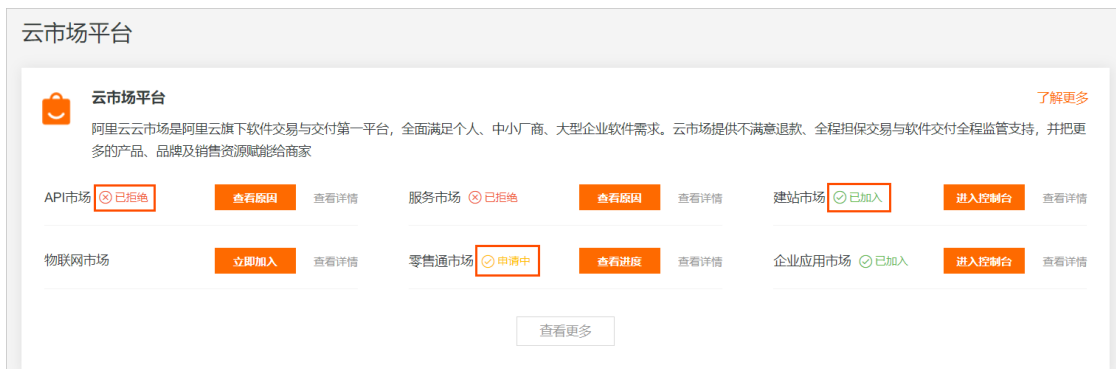 云市场平台
云市场平台 了解更多
阿里云云市场是阿里云旗下软件交易与交付第一平台，全面满足个人、中小厂商、大型企业软件需求。云市场提供不满意退款、全程担保交易与软件交付全程监管支持，并把更
多的产品、品牌及销售资源赋能给商家
API市场 已拒绝 查看原因 查看详情 服务市场 已拒绝 查看原因 查看详情 建站市场 已加入 进入控制台 查看详情
物联网市场 立即加入 查看详情 零售通市场 申请中 查看进度 查看详情 企业应用市场 已加入 进入控制台 查看详情
查看更多